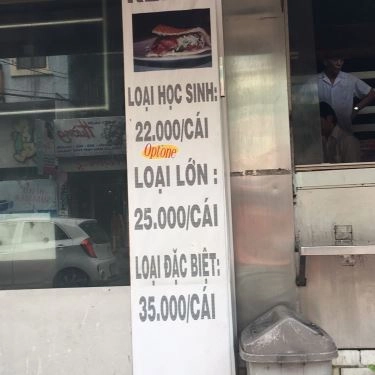 LOẠI HỌC SINH:
22.000/CÁI
Optone
LOẠI LỚN :
25.000/CÁI
LOẠI ĐẶC BIỆT:
35.000/CÁI